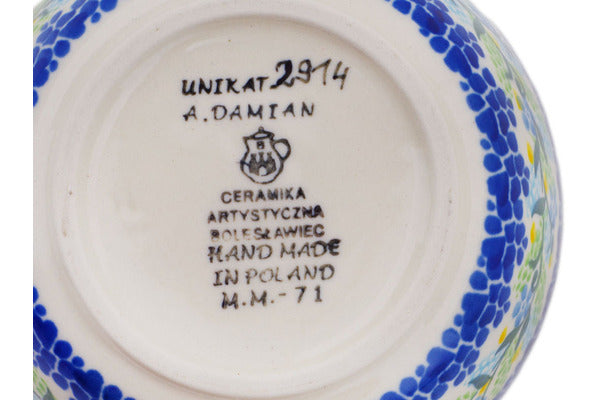 UNIKAT 2914
A. DAMIAN
B
CERAMIKA
ARTYSTYCZNA
BOLESŁAWIEC
HAND MADE
IN POLAND
M.M.-71